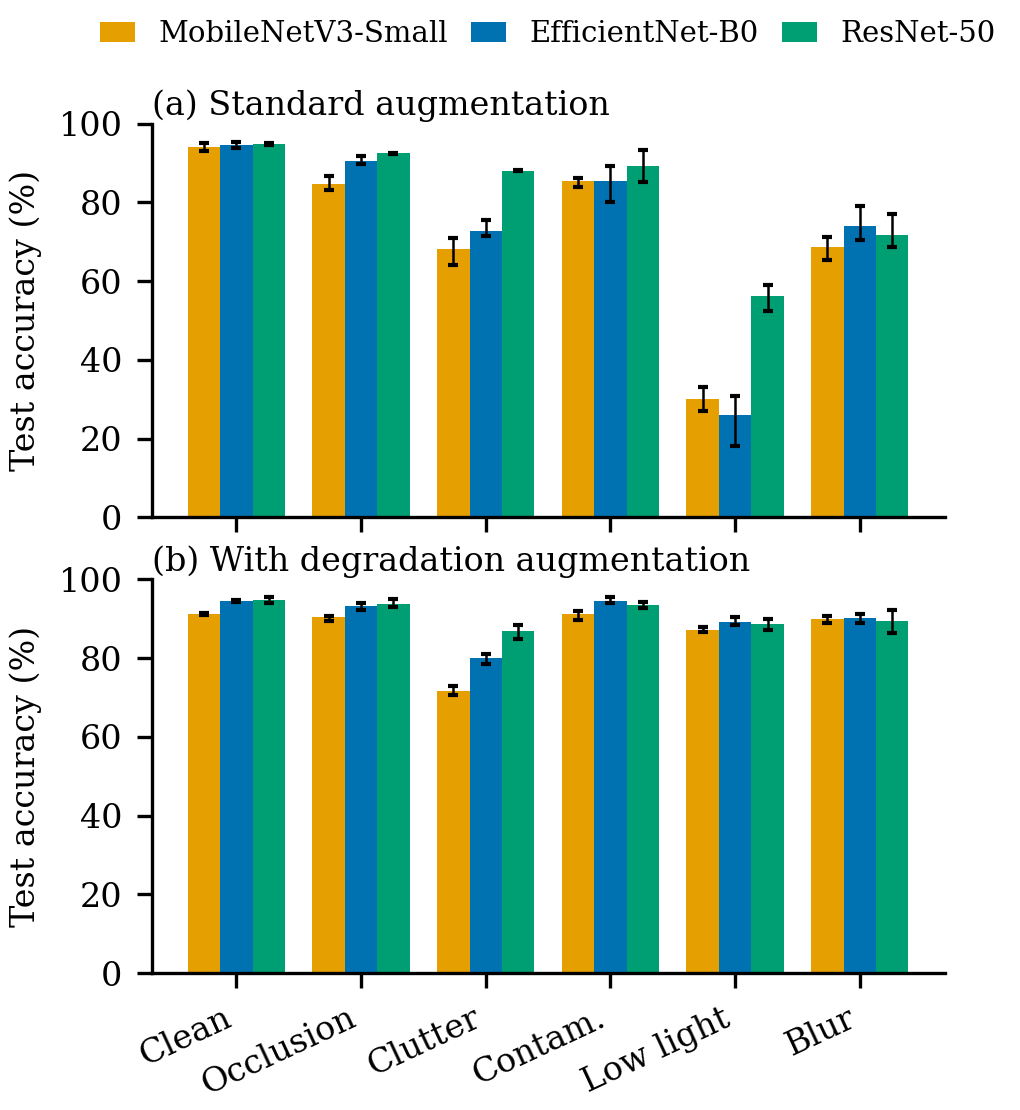 MobileNetV3-Small EfficientNet-B0 ResNet-50
(a) Standard augmentation
100
80
60
40
20
0
Test accuracy (%)
(b) With degradation augmentation
100
80
60
40
20
0
Test accuracy (%)
Clean Occlusion Clutter Contam. Low light Blur